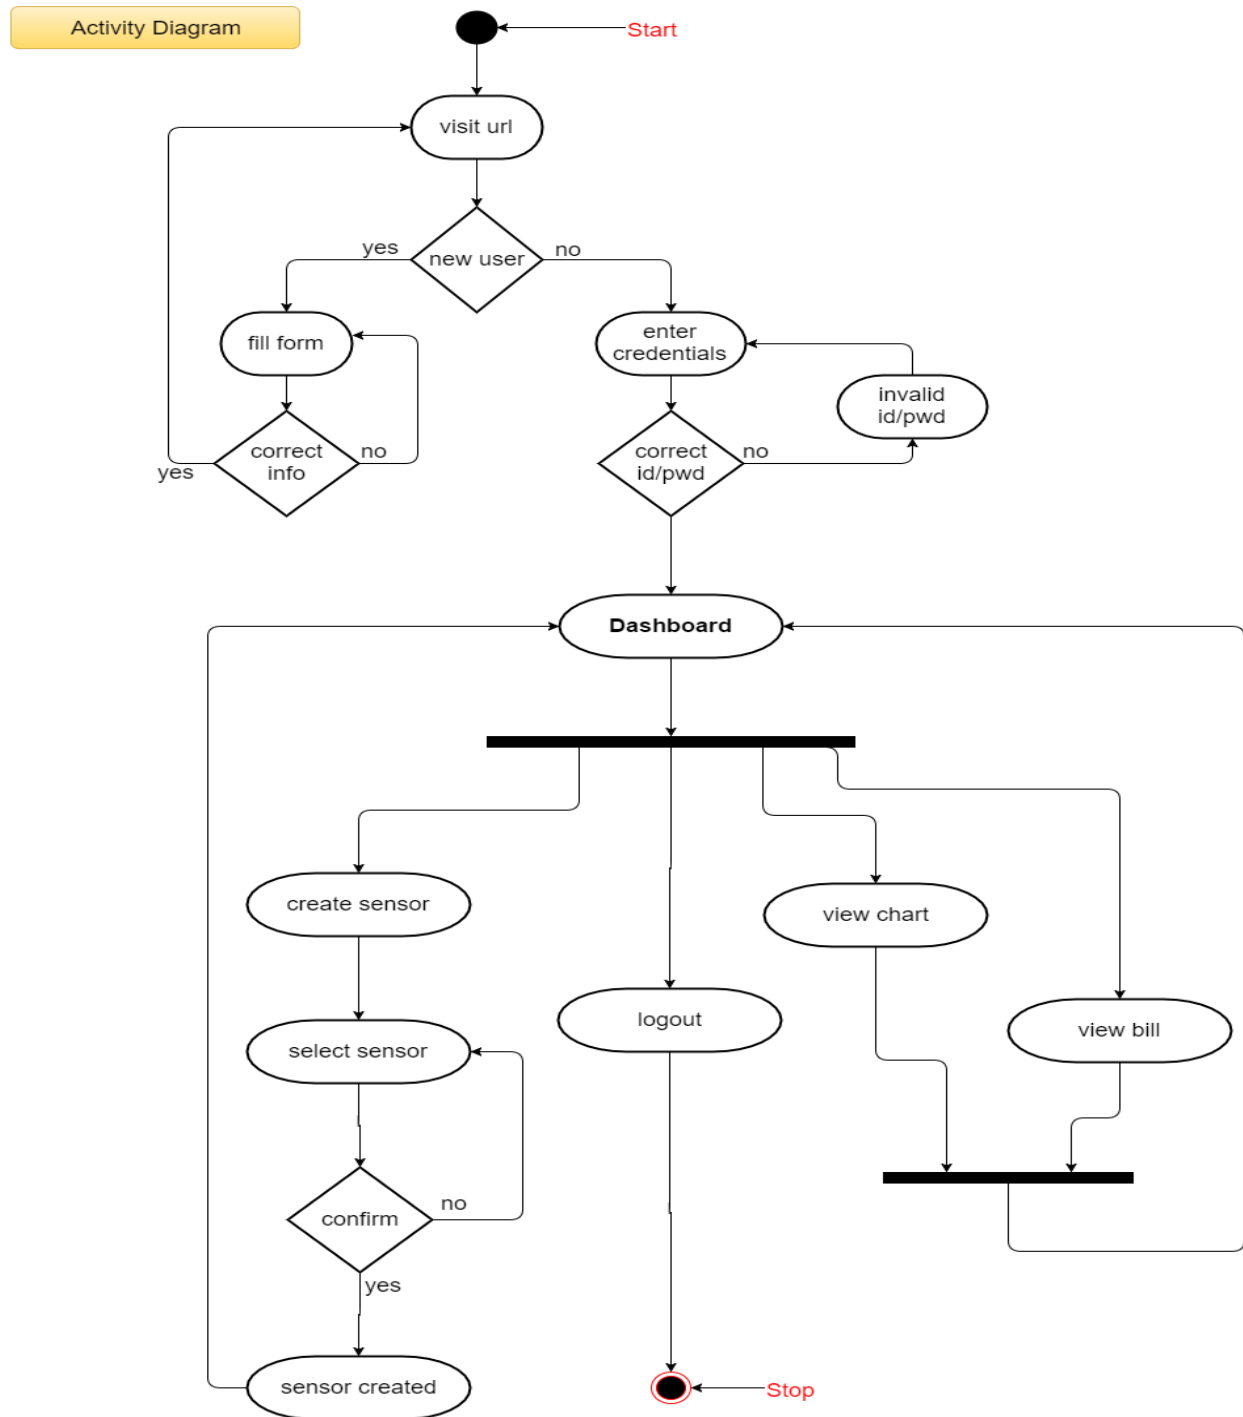 Activity Diagram
Start
visit url
yes
new user
no
fill form
enter
credentials
invalid
id/pwd
correct
info
yes
no
correct
id/pwd
no
Dashboard
create sensor
view chart
logout
view bill
select sensor
confirm
no
yes
sensor created
Stop